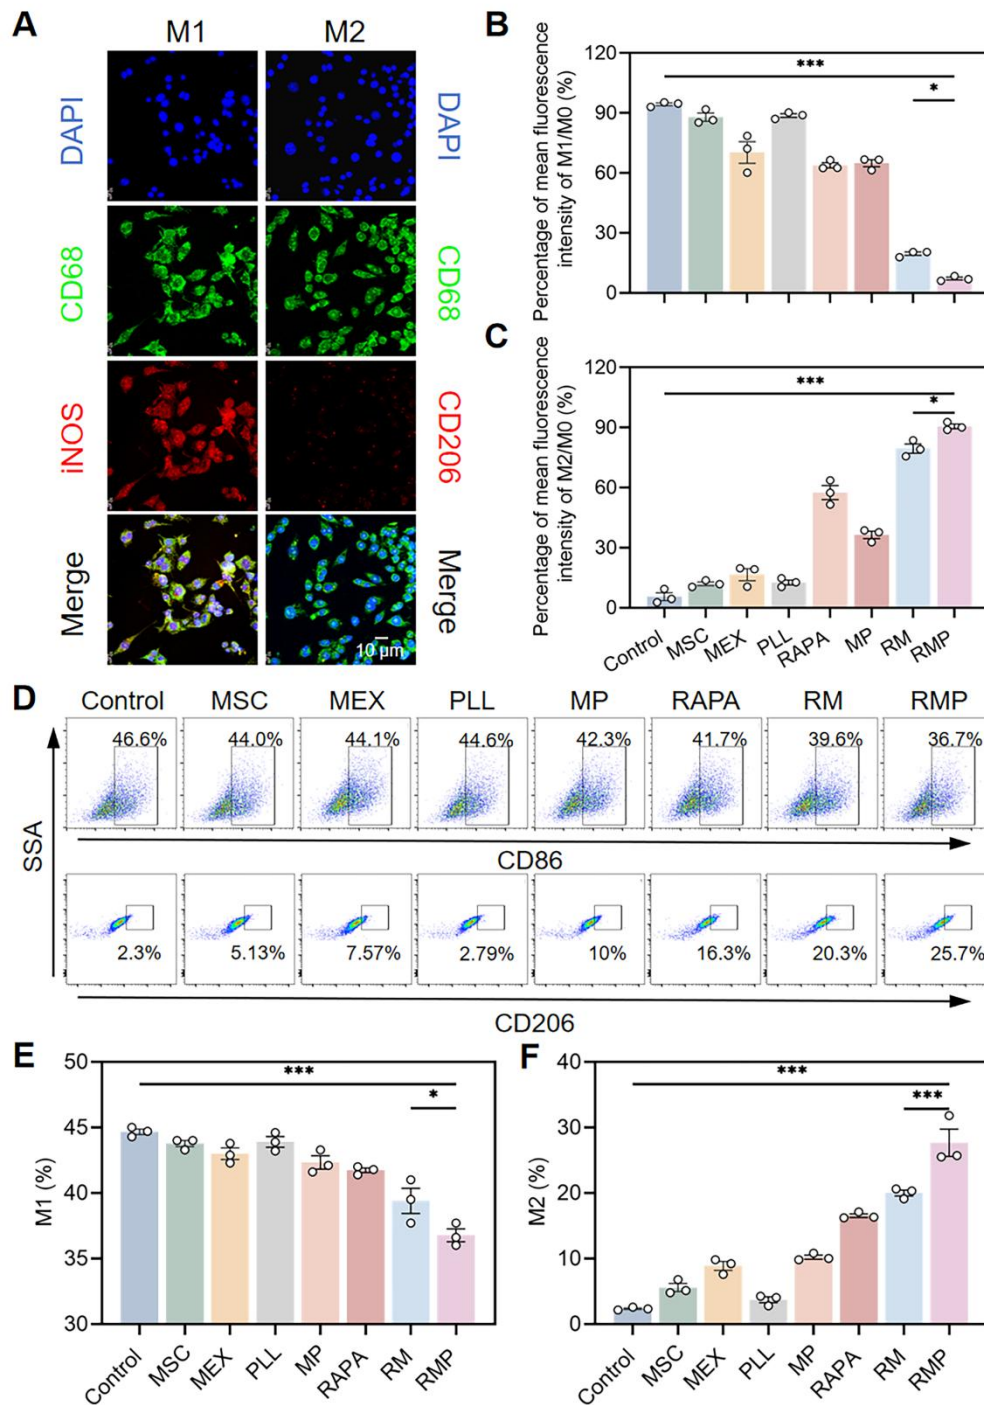 A
M1
M2
DAPI
DAPI
CD68
CD68
iNOS
CD206
Merge
Merge
10 µm
B
Percentage of mean fluorescence
intensity of M1/M0 (%)
120
90
60
30
0
***
*
C
Percentage of mean fluorescence
intensity of M2/M0 (%)
120
90
60
30
0
***
*
Control MSC MEX PLL RAPA MP RM RMP
D
Control MSC MEX PLL MP RAPA RM RMP
46.6% 44.0% 44.1% 44.6% 42.3% 41.7% 39.6% 36.7%
SSA
CD86
2.3% 5.13% 7.57% 2.79% 10% 16.3% 20.3% 25.7%
CD206
E
M1 (%)
50
45
40
35
30
***
*
Control MSC MEX PLL MP RAPA RM RMP
F
M2 (%)
40
30
20
10
0
***
***
Control MSC MEX PLL MP RAPA RM RMP